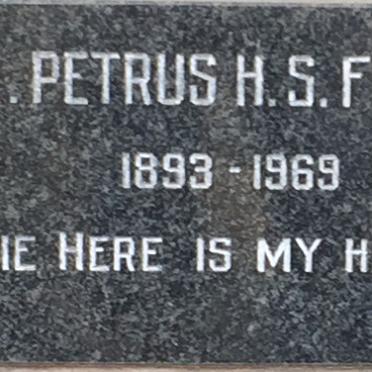 . PETRUS H. S. F
1893 - 1969
IE HERE IS MY H